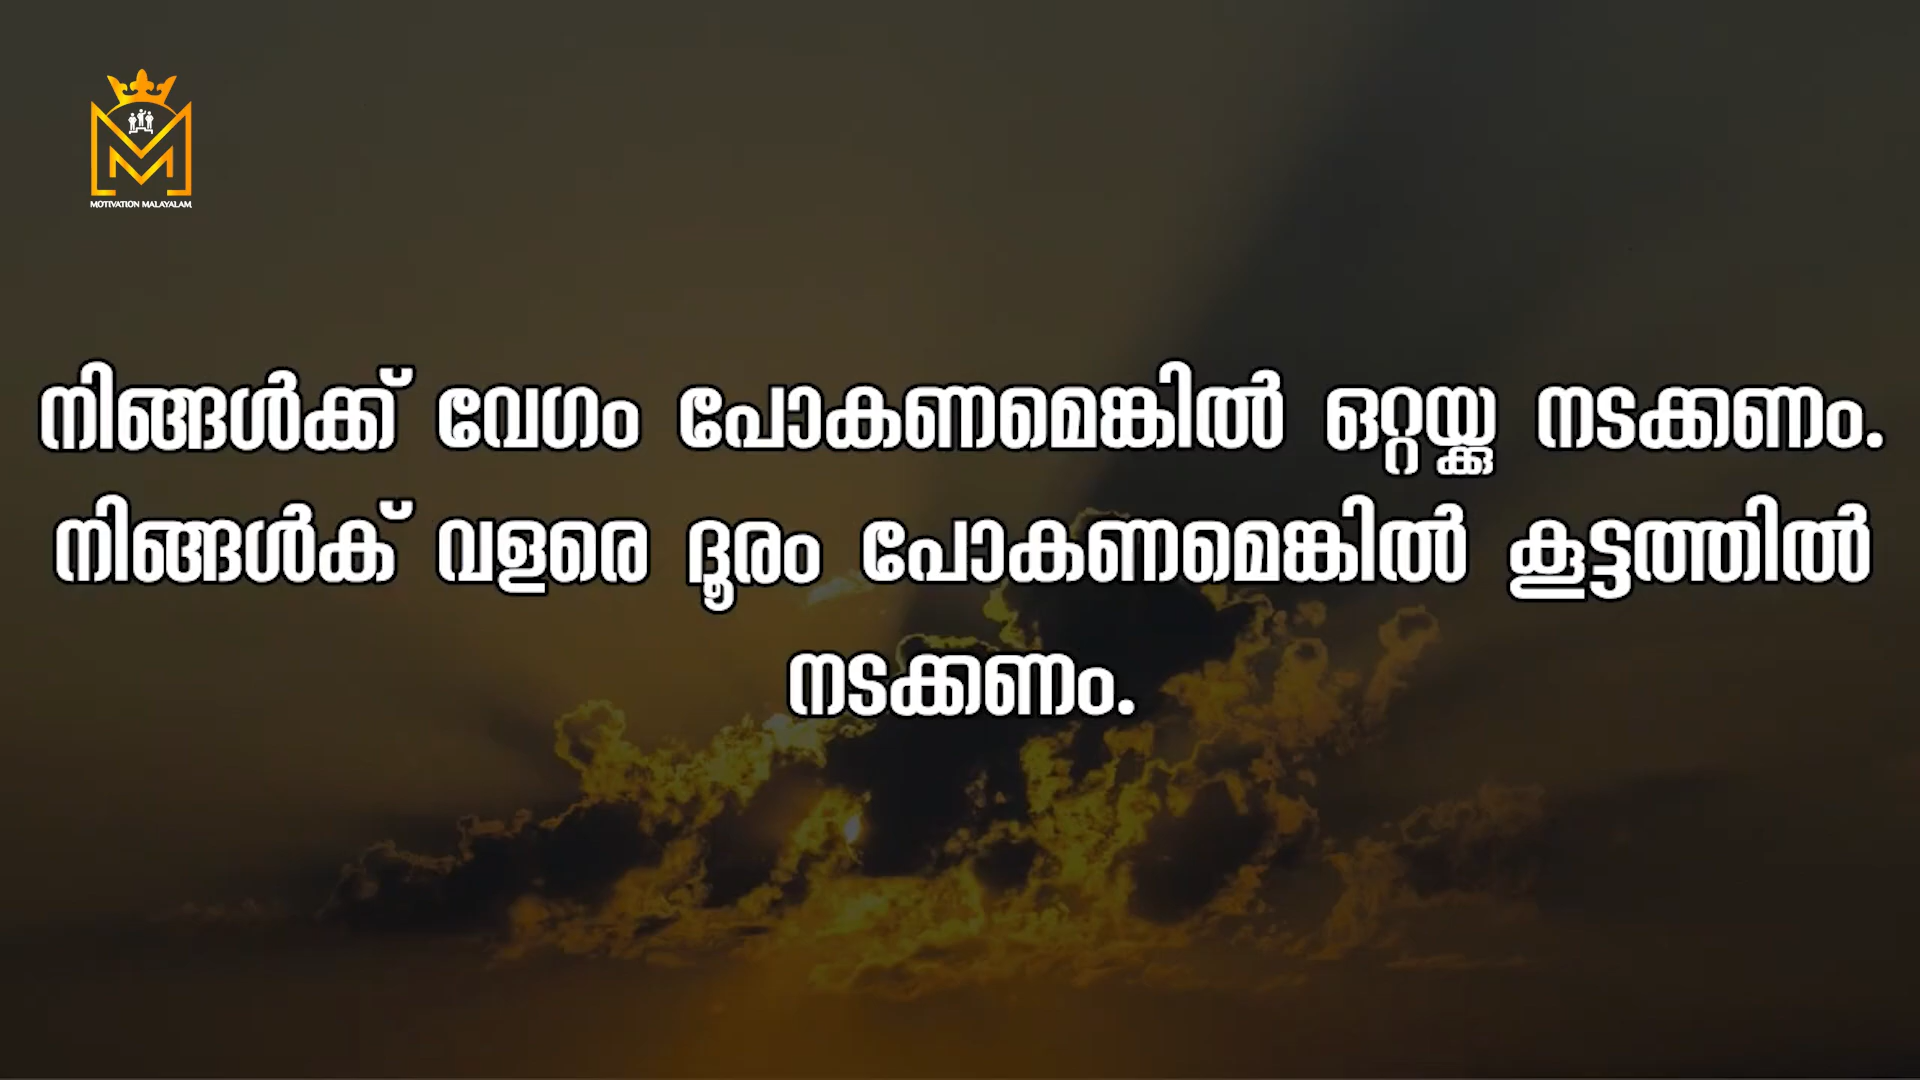 MOTIVATION MALAYALAM
നിങ്ങൾക്ക് വേഗം പോകണമെങ്കിൽ ഒറ്റയ്ക്കു നടക്കണം.
നിങ്ങൾക് വളരെ ദൂരം പോകണമെങ്കിൽ കൂട്ടത്തിൽ
നടക്കണം.